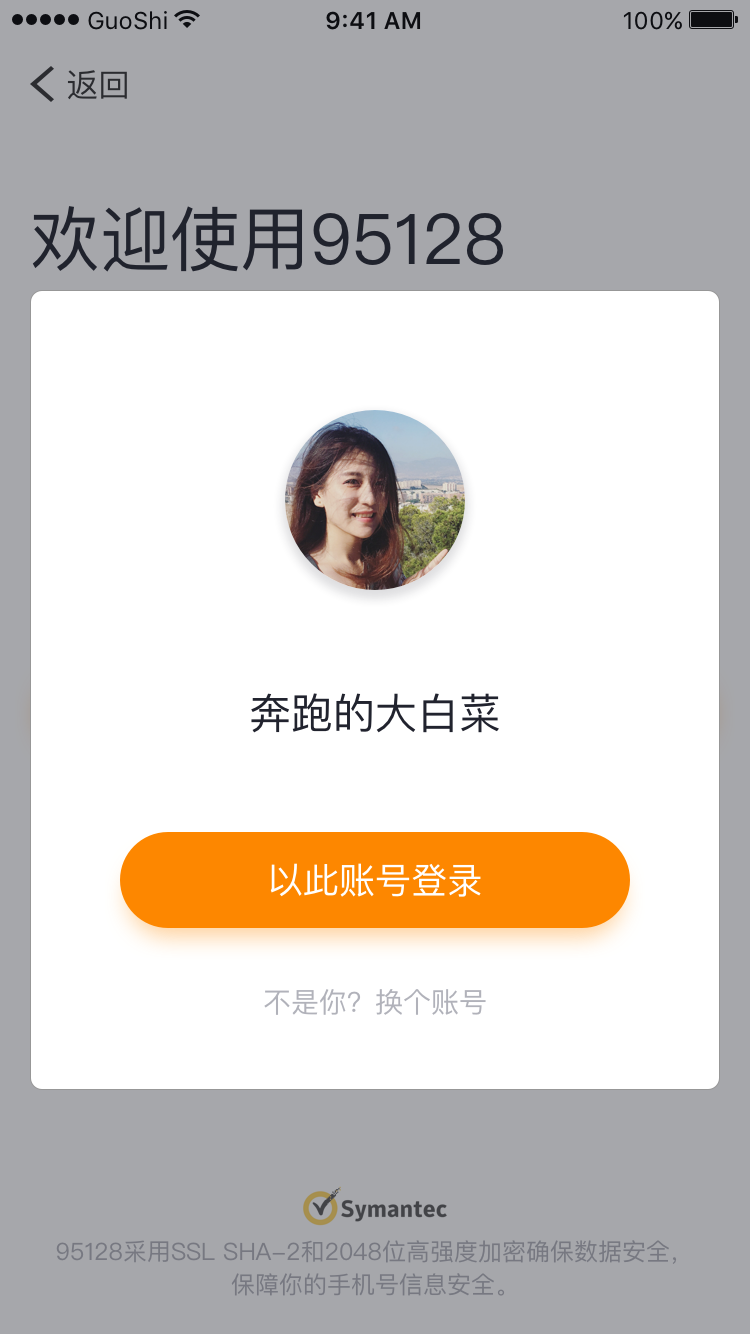 GuoShi 9:41 AM 100%
返回
欢迎使用95128
奔跑的大白菜
以此账号登录
不是你？换个账号
Symantec
95128采用SSL SHA-2和2048位高强度加密确保数据安全，
保障你的手机号信息安全。